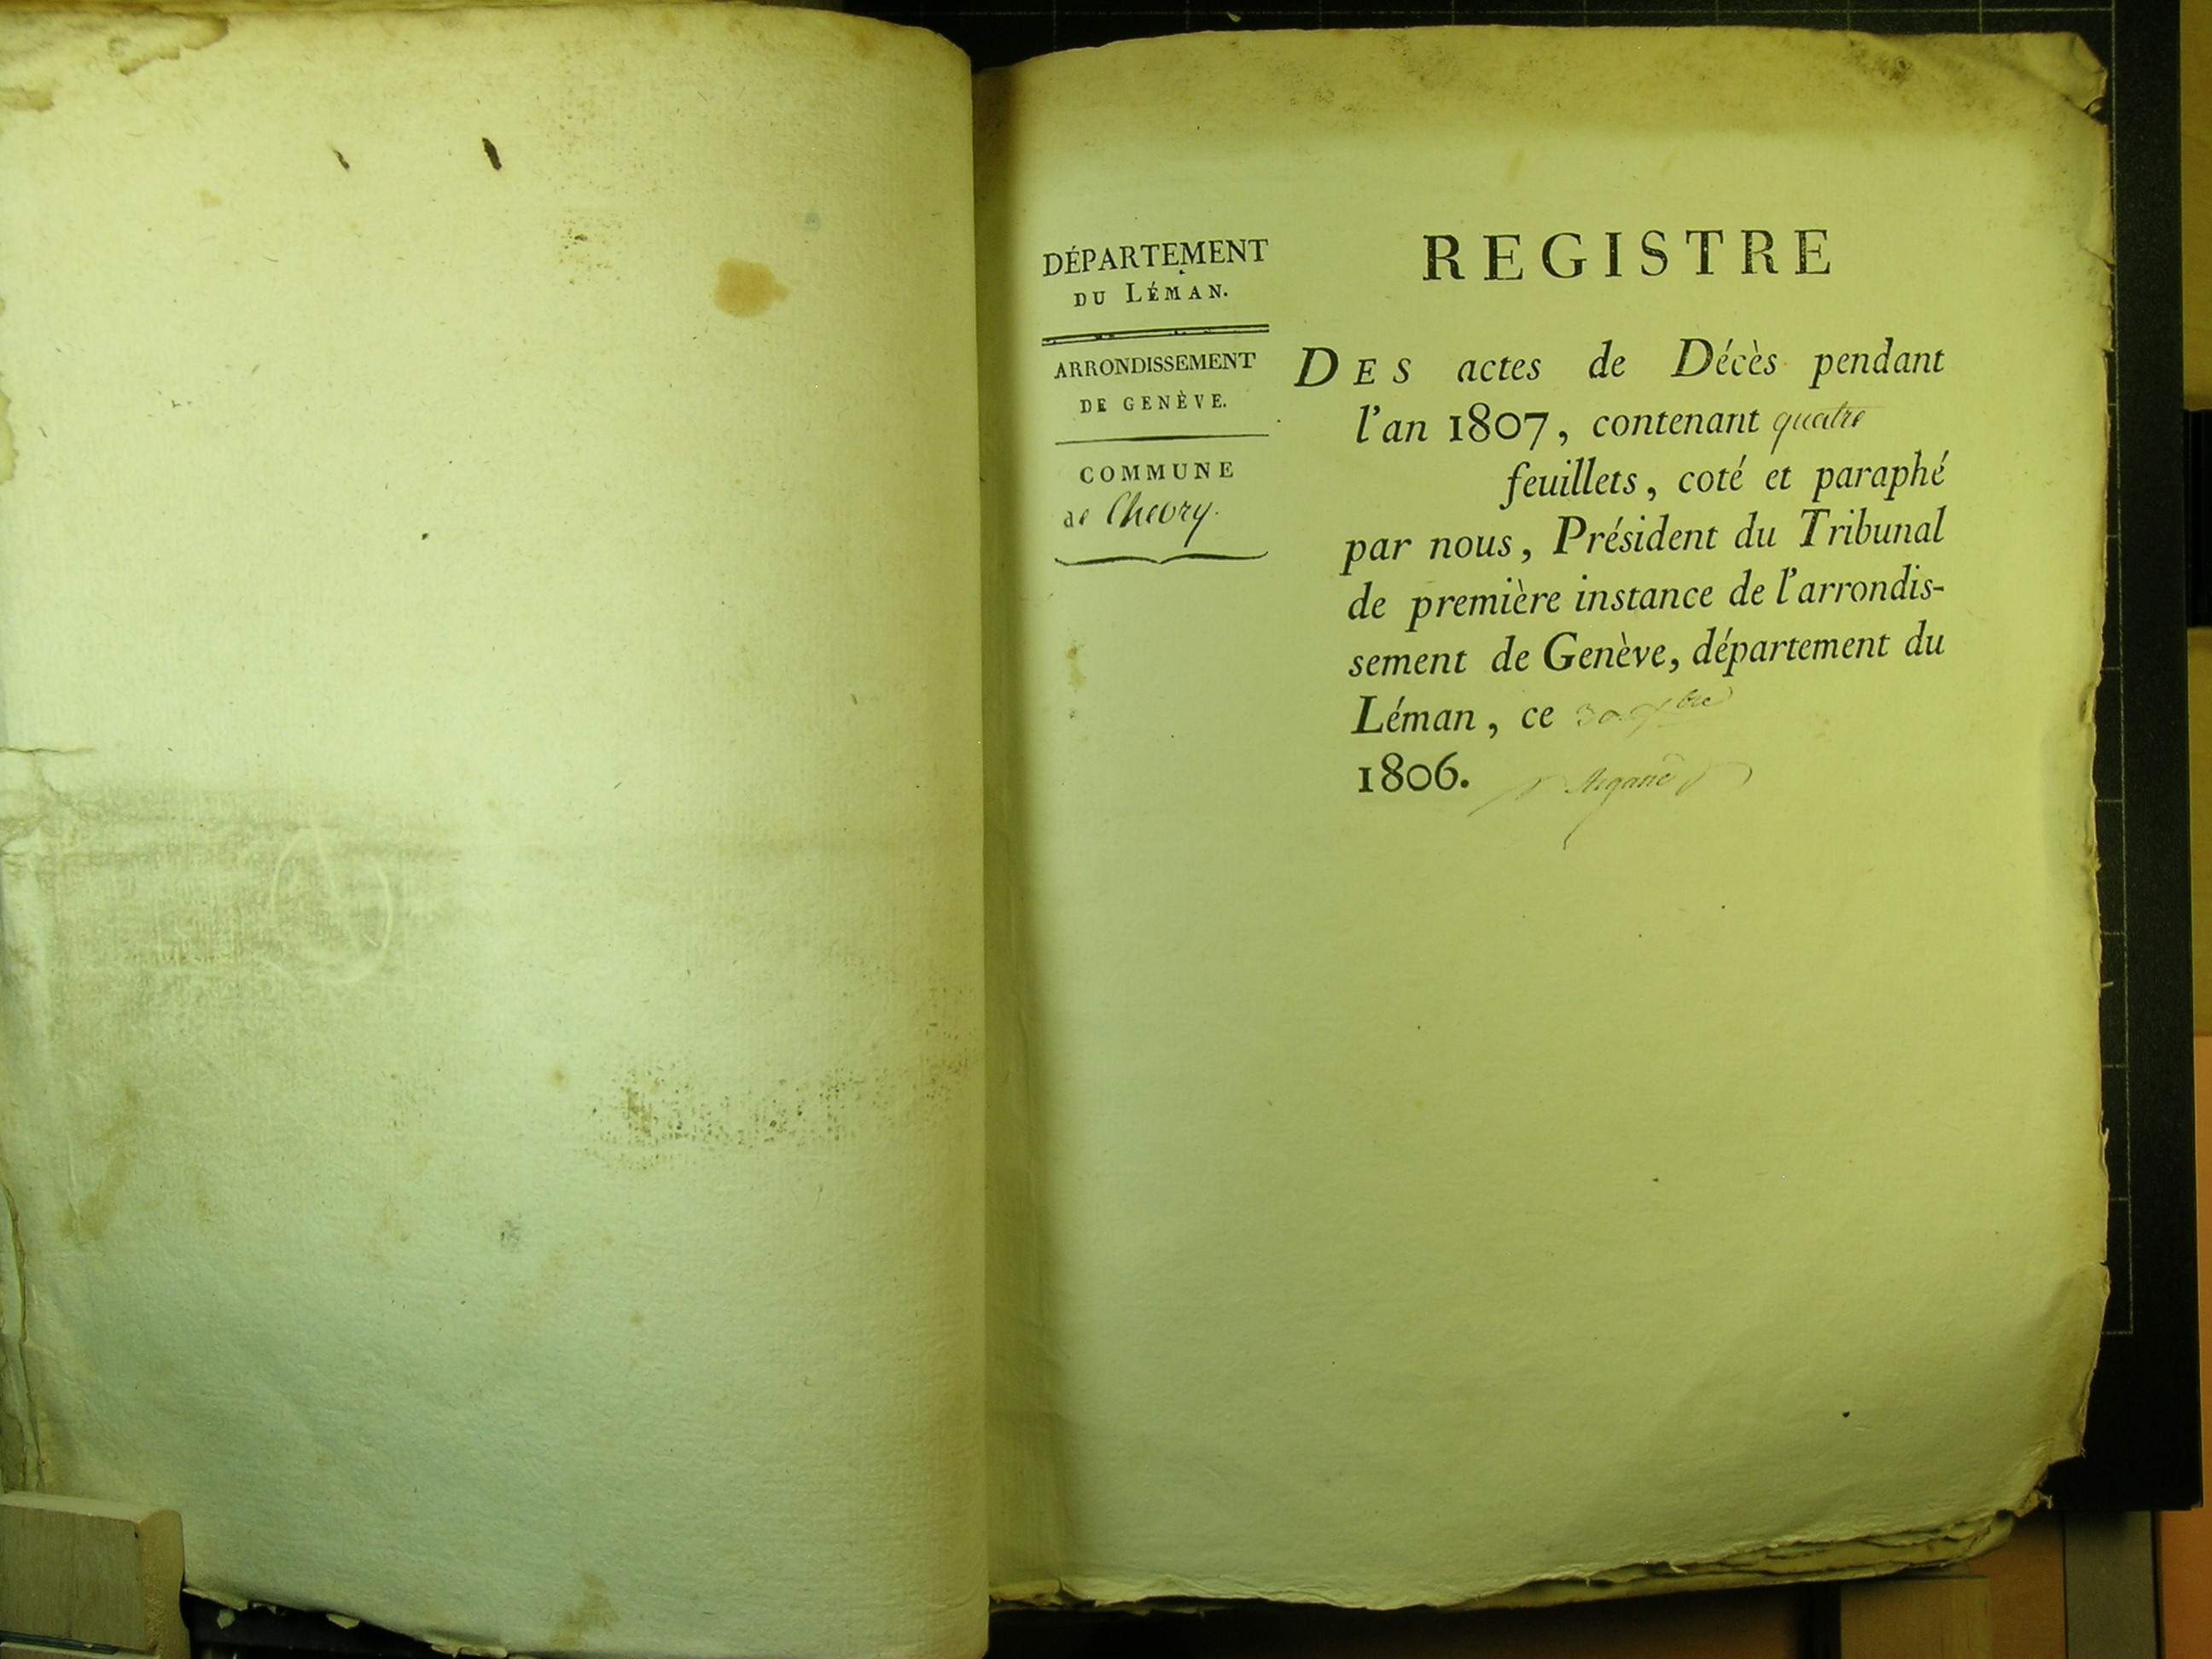 DÉPARTEMENT
DU LÉMAN.
ARRONDISSEMENT
DE GENÈVE.
COMMUNE
de Chevry.
REGISTRE
DES actes de Décès pendant
l'an 1807, contenant quatre
feuillets, coté et paraphé
par nous, Président du Tribunal
de première instance de l'arrondis-
sement de Genève, département du
Léman, ce
1806.